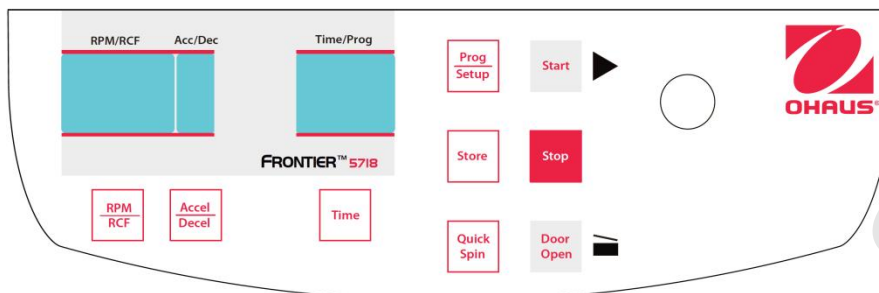 RPM/RCF Acc/Dec Time/Prog
FRONTIER™ 5718
RPM
RCF
Accel
Decel
Time
Prog
Setup
Start
Store
Stop
Quick
Spin
Door
Open
OHAUS®